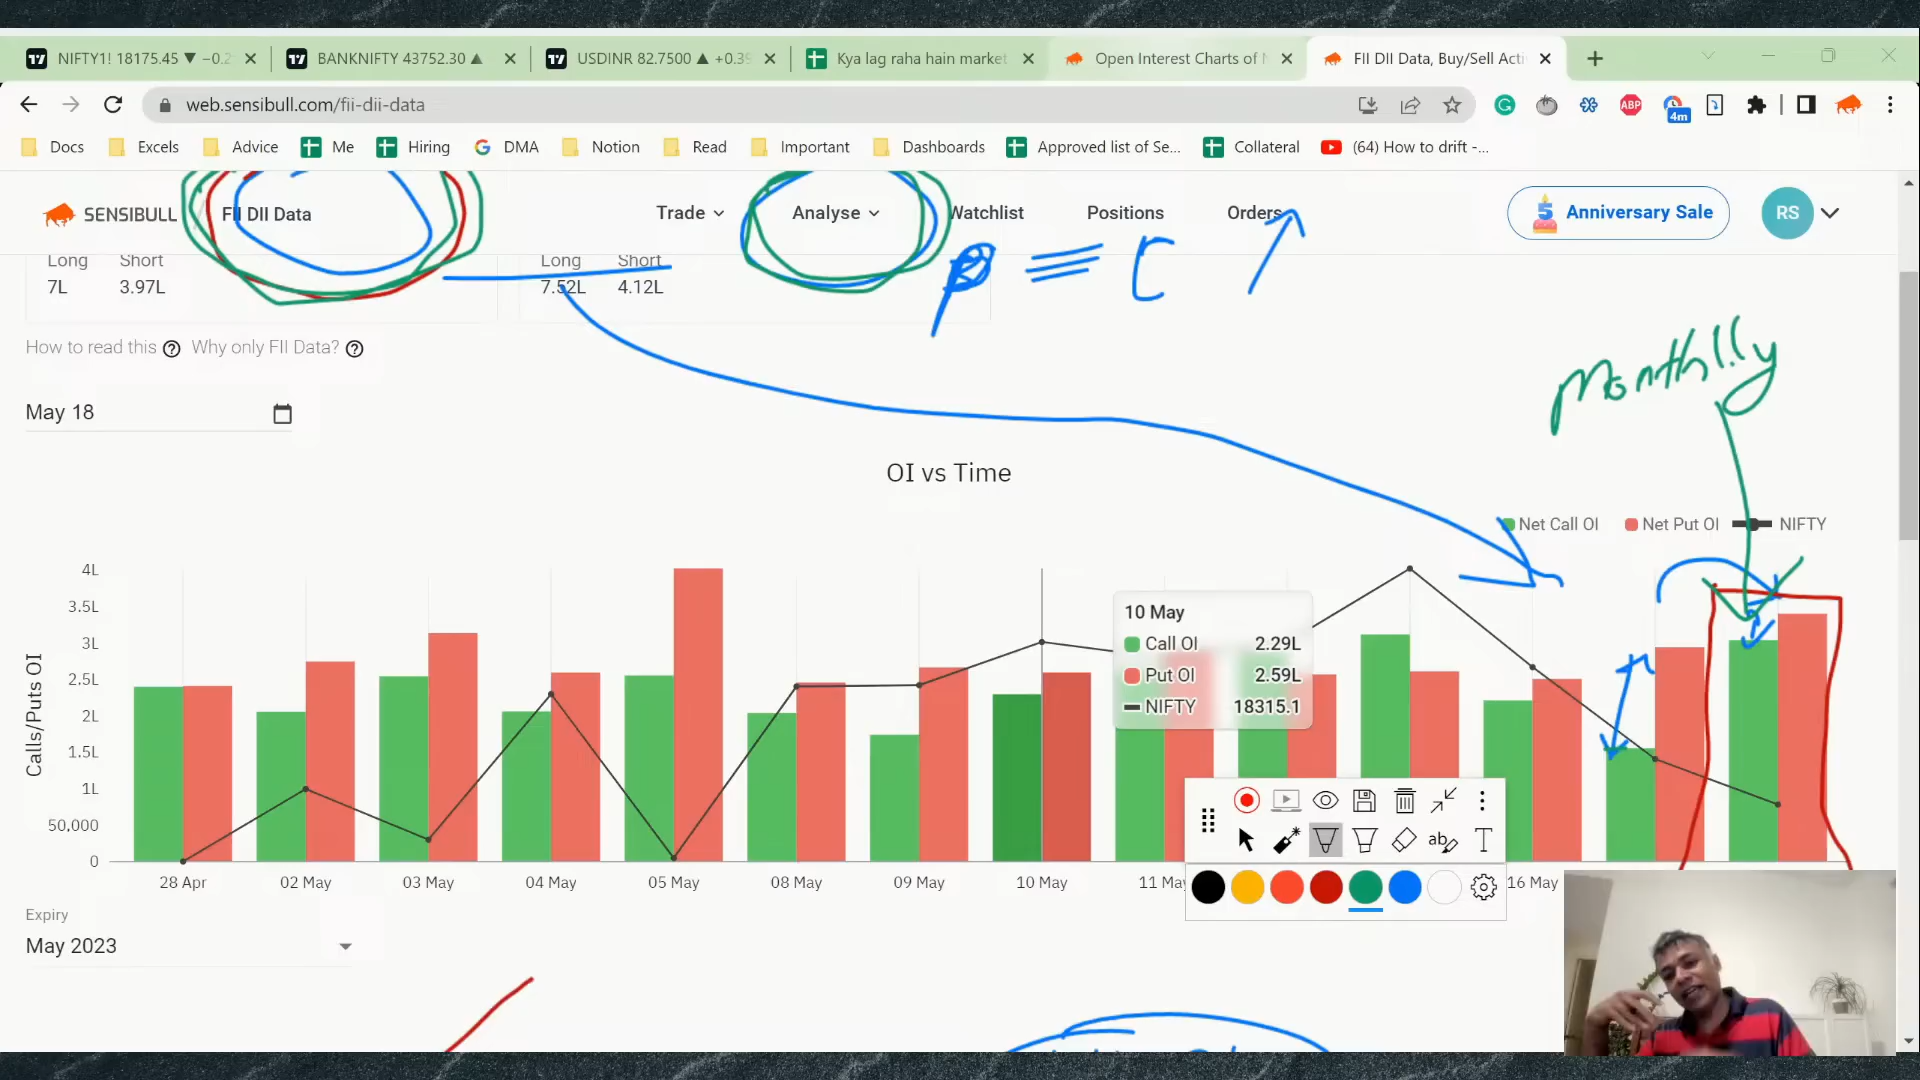 NIFTY1! 18175.45 ▼ −0.2
BANKNIFTY 43752.30 ▲
USDINR 82.7500 ▲ +0.39
Kya lag raha hain market
Open Interest Charts of N
FII DII Data, Buy/Sell Acti
web.sensibull.com/fii-dii-data
ABP
4m
Docs
Excels
Advice
Me
Hiring
DMA
Notion
Read
Important
Dashboards
Approved list of Se...
Collateral
(64) How to drift -...
SENSIBULL
FII DII Data
Trade
Analyse
Watchlist
Positions
Orders
5 Anniversary Sale
RS
Long Short
7L 3.97L
Long Short
7.52L 4.12L
How to read this ? Why only FII Data? ?
Monthlly
May 18
OI vs Time
Net Call OI Net Put OI NIFTY
Calls/Puts OI
4L
3.5L
3L
2.5L
2L
1.5L
1L
50,000
0
10 May
Call OI 2.29L
Put OI 2.59L
NIFTY 18315.1
28 Apr 02 May 03 May 04 May 05 May 08 May 09 May 10 May 11 May 16 May
ab
T
Expiry
May 2023